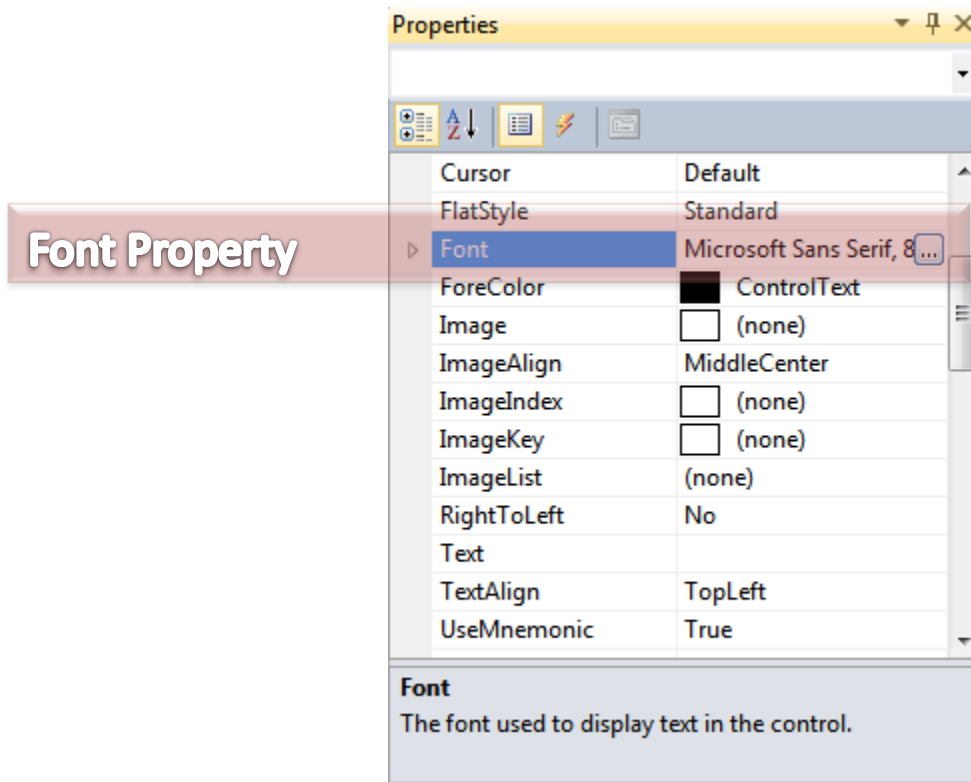 Properties
Cursor Default
FlatStyle Standard
Font Property
Font Microsoft Sans Serif, 8 ...
ForeColor ControlText
Image (none)
ImageAlign MiddleCenter
ImageIndex (none)
ImageKey (none)
ImageList (none)
RightToLeft No
Text
TextAlign TopLeft
UseMnemonic True
Font
The font used to display text in the control.